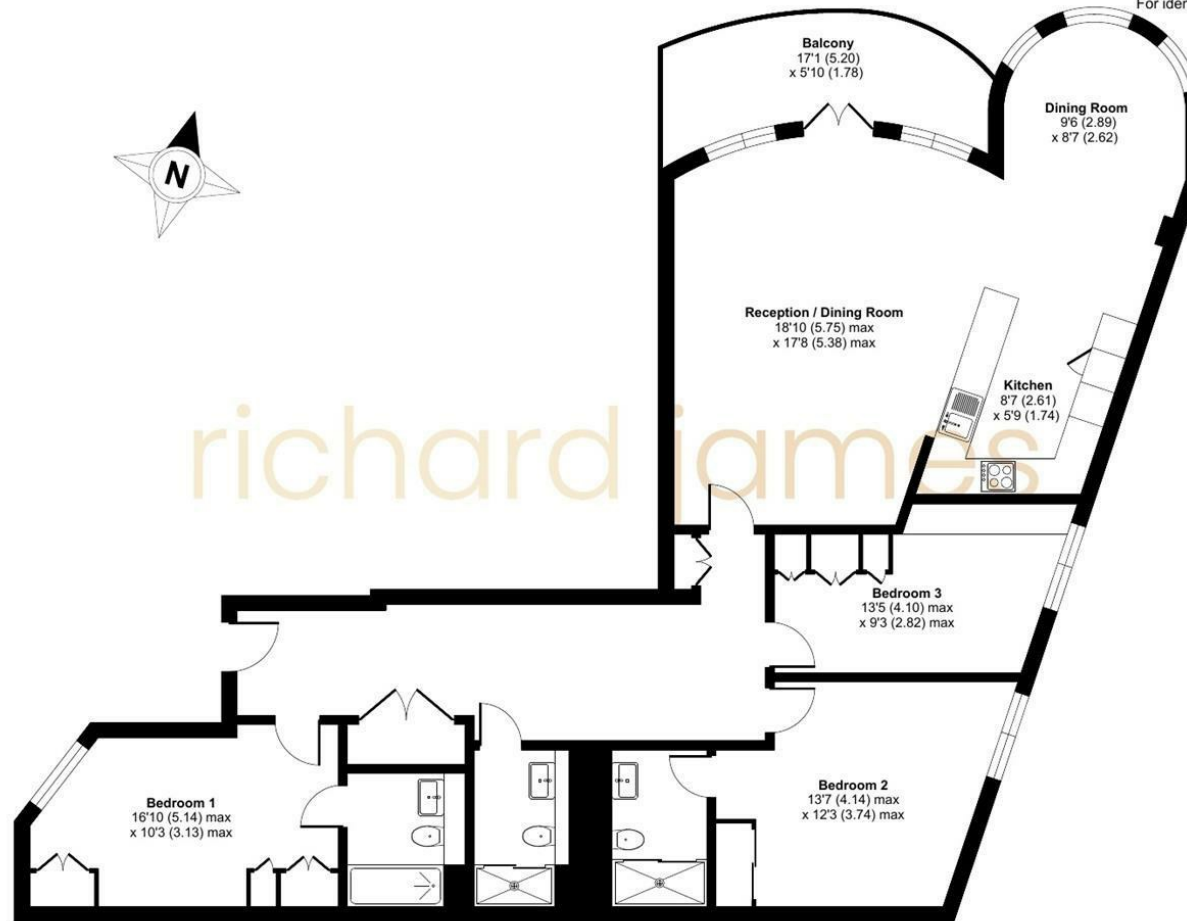 For iden
Balcony
17'1 (5.20)
x 5'10 (1.78)
Dining Room
9'6 (2.89)
x 8'7 (2.62)
N
Reception / Dining Room
18'10 (5.75) max
x 17'8 (5.38) max
Kitchen
8'7 (2.61)
x 5'9 (1.74)
richard james
Bedroom 3
13'5 (4.10) max
x 9'3 (2.82) max
Bedroom 1
16'10 (5.14) max
x 10'3 (3.13) max
Bedroom 2
13'7 (4.14) max
x 12'3 (3.74) max